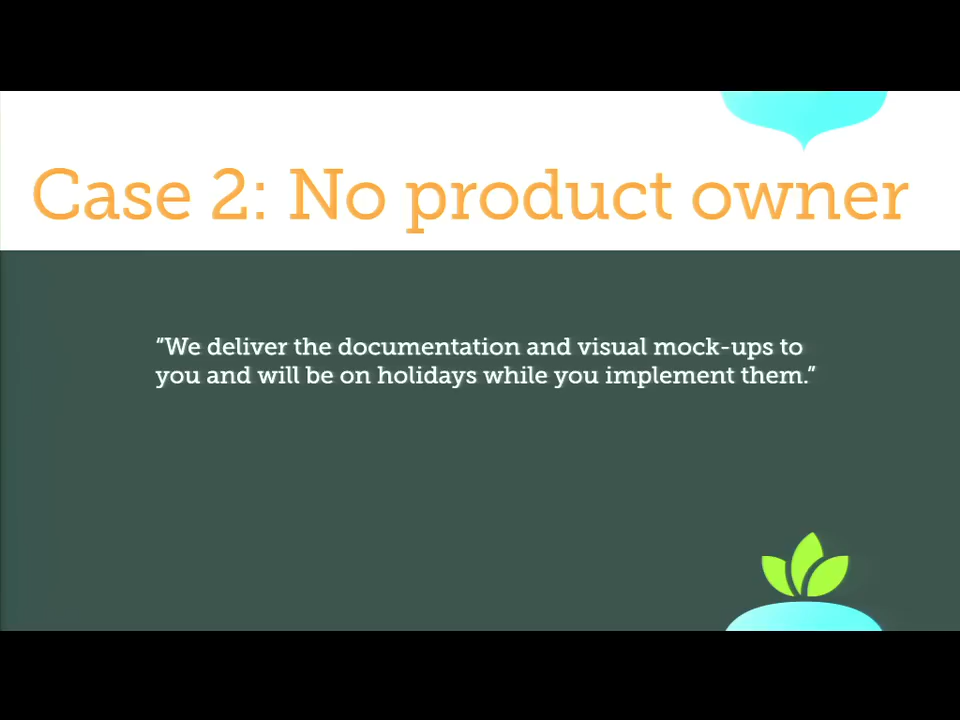 Case 2: No product owner
“We deliver the documentation and visual mock-ups to
you and will be on holidays while you implement them.”